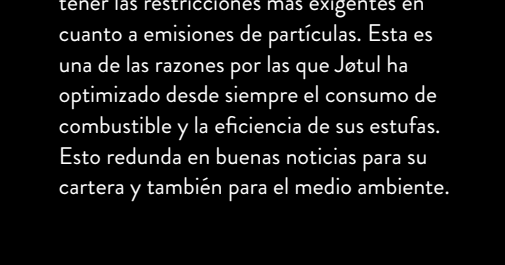 tener las restricciones más exigentes en
cuanto a emisiones de partículas. Esta es
una de las razones por las que Jøtul ha
optimizado desde siempre el consumo de
combustible y la eficiencia de sus estufas.
Esto redunda en buenas noticias para su
cartera y también para el medio ambiente.